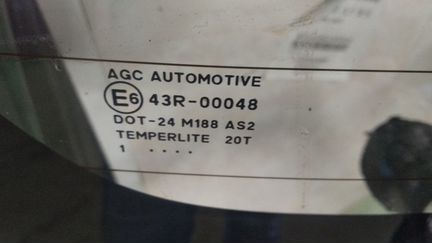 AGC AUTOMOTIVE
E6 43R-00048
DOT-24 M188 AS2
TEMPERLITE 20T
1 ....